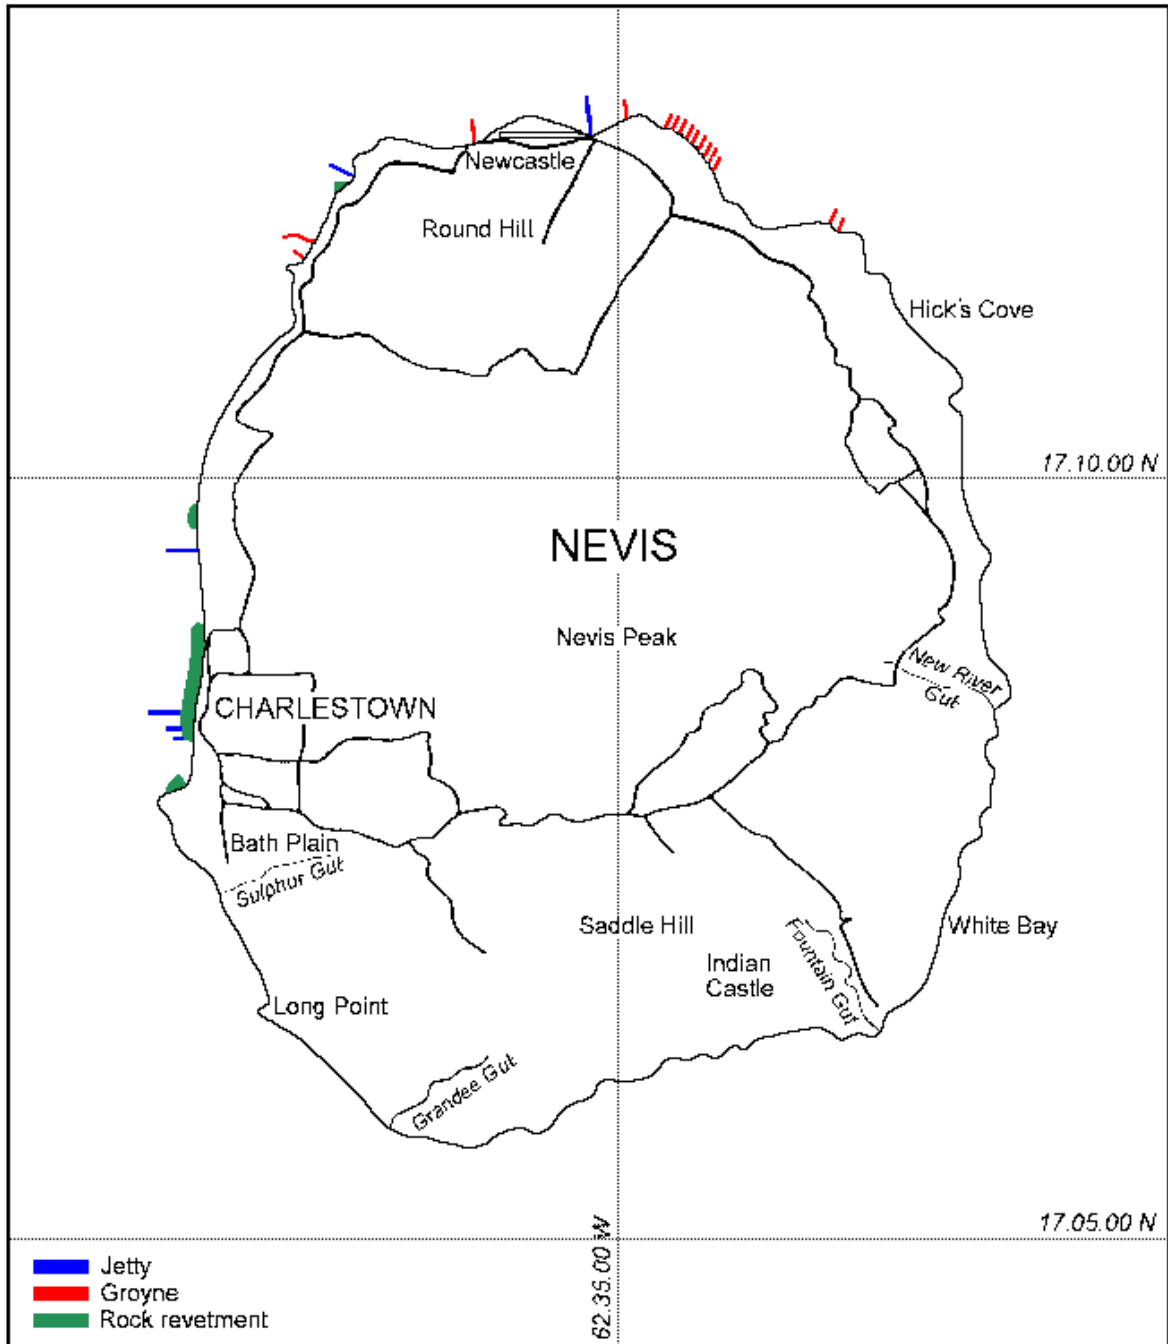 Newcastle
Round Hill
Hick's Cove
17.10.00 N
NEVIS
Nevis Peak
New River
Gut
CHARLESTOWN
Bath Plain
Sulphur Gut
Saddle Hill
White Bay
Indian
Castle
Fountain Gut
Long Point
Grandee Gut
17.05.00 N
62.35.00 W
Jetty
Groyne
Rock revetment